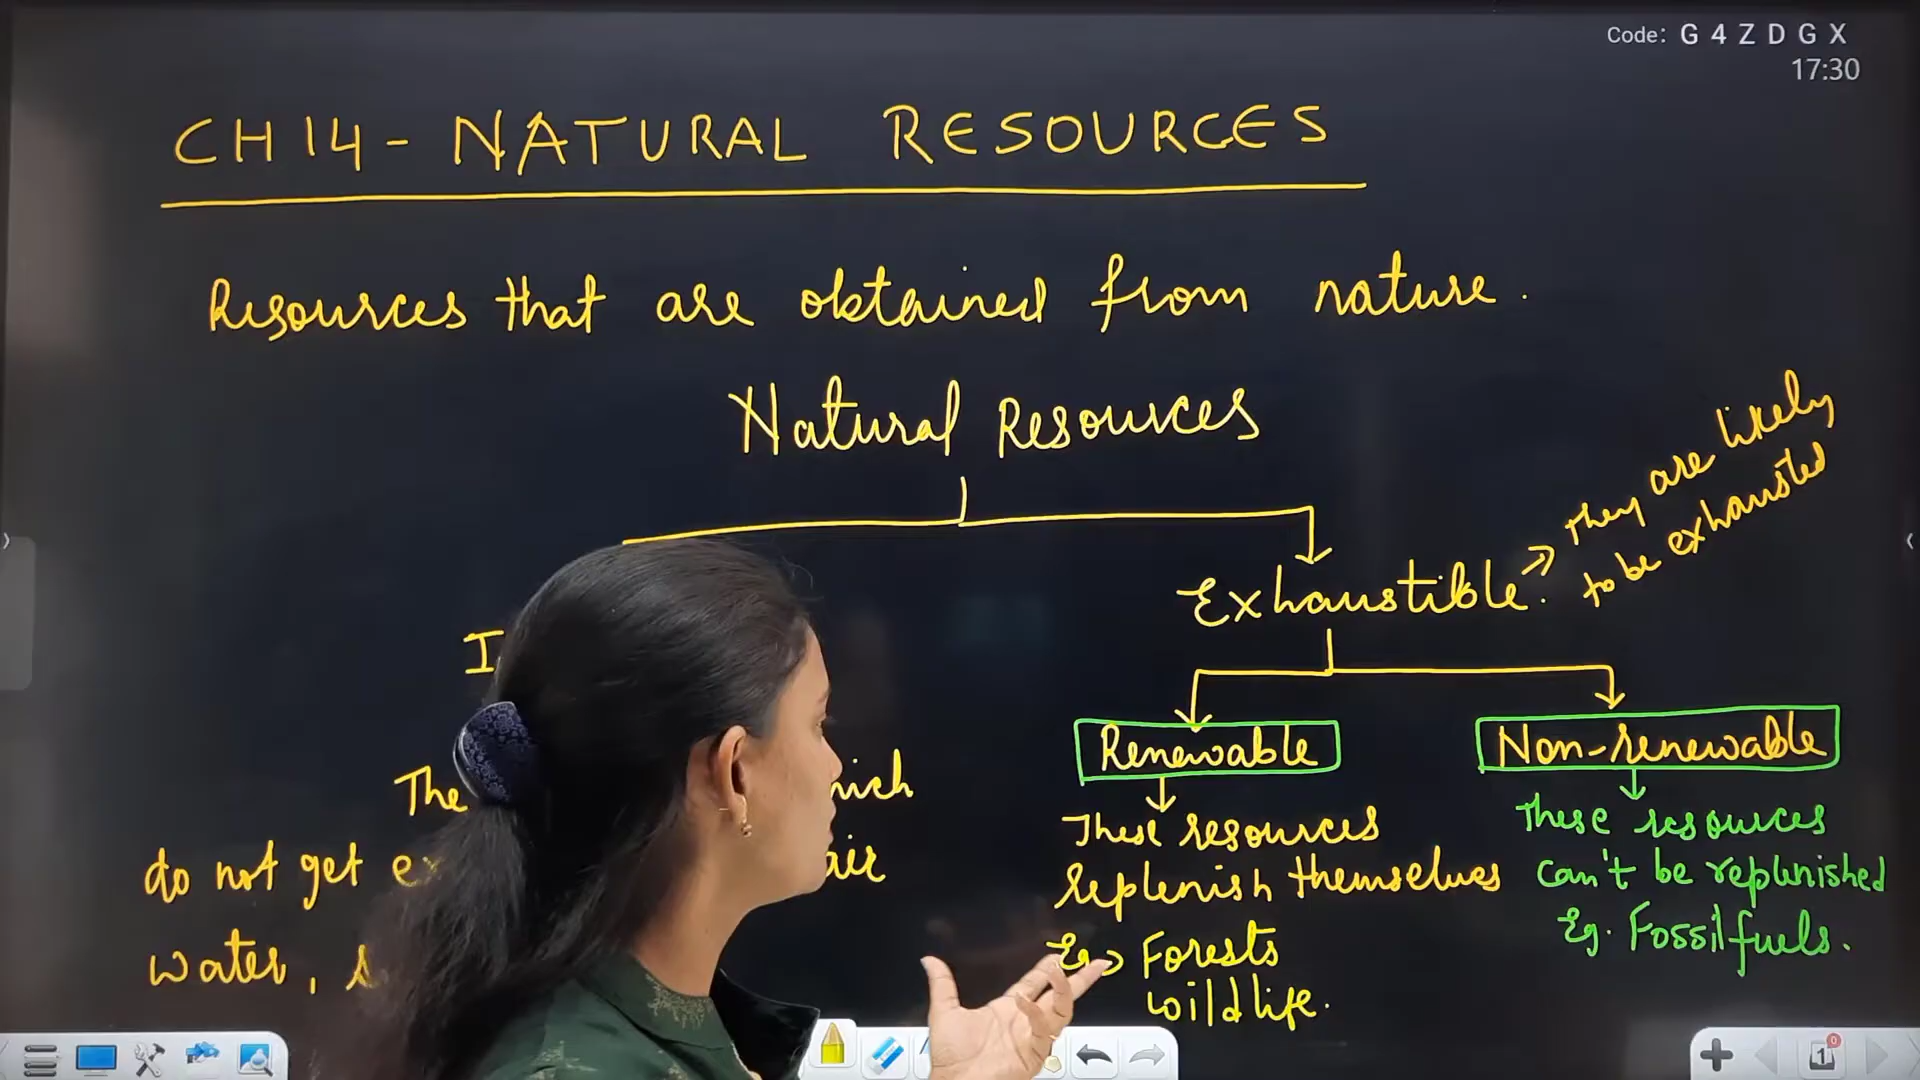 Code: G 4 Z D G X
17:30
CH 14 - NATURAL RESOURCES
Resources that are obtained from nature.
Natural Resources
They are likely
to be exhausted
Exhaustible.
Renewable
Non-renewable
The
do not get
water,
air
These resources
replenish themselves
Eg Forests
wildlife.
These resources
can't be replenished
Eg. Fossil fuels.
1
0